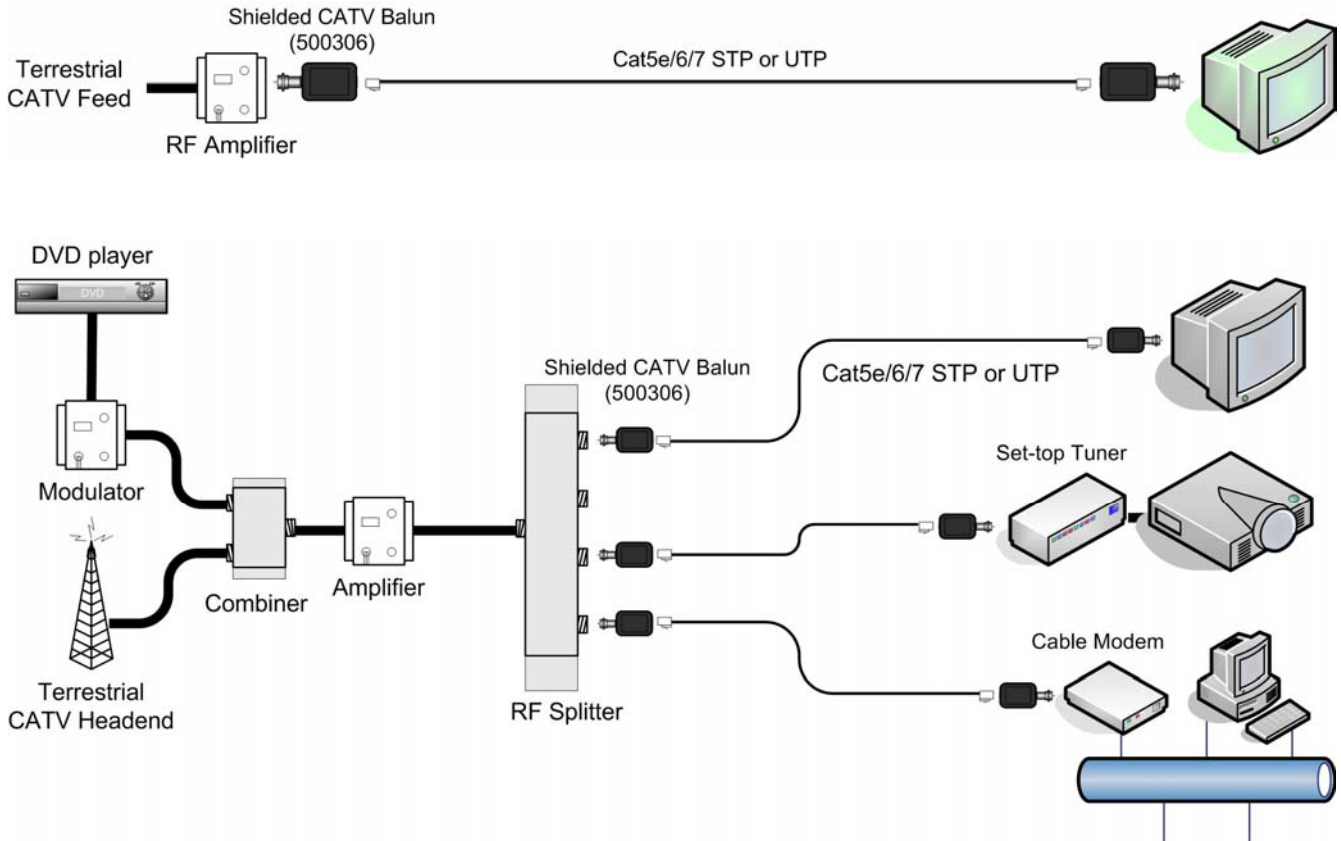 Shielded CATV Balun
(500306)
Terrestrial
CATV Feed
RF Amplifier
Cat5e/6/7 STP or UTP
DVD player
DVD
Modulator
Terrestrial
CATV Headend
Combiner
Amplifier
RF Splitter
Shielded CATV Balun
(500306)
Cat5e/6/7 STP or UTP
Set-top Tuner
Cable Modem